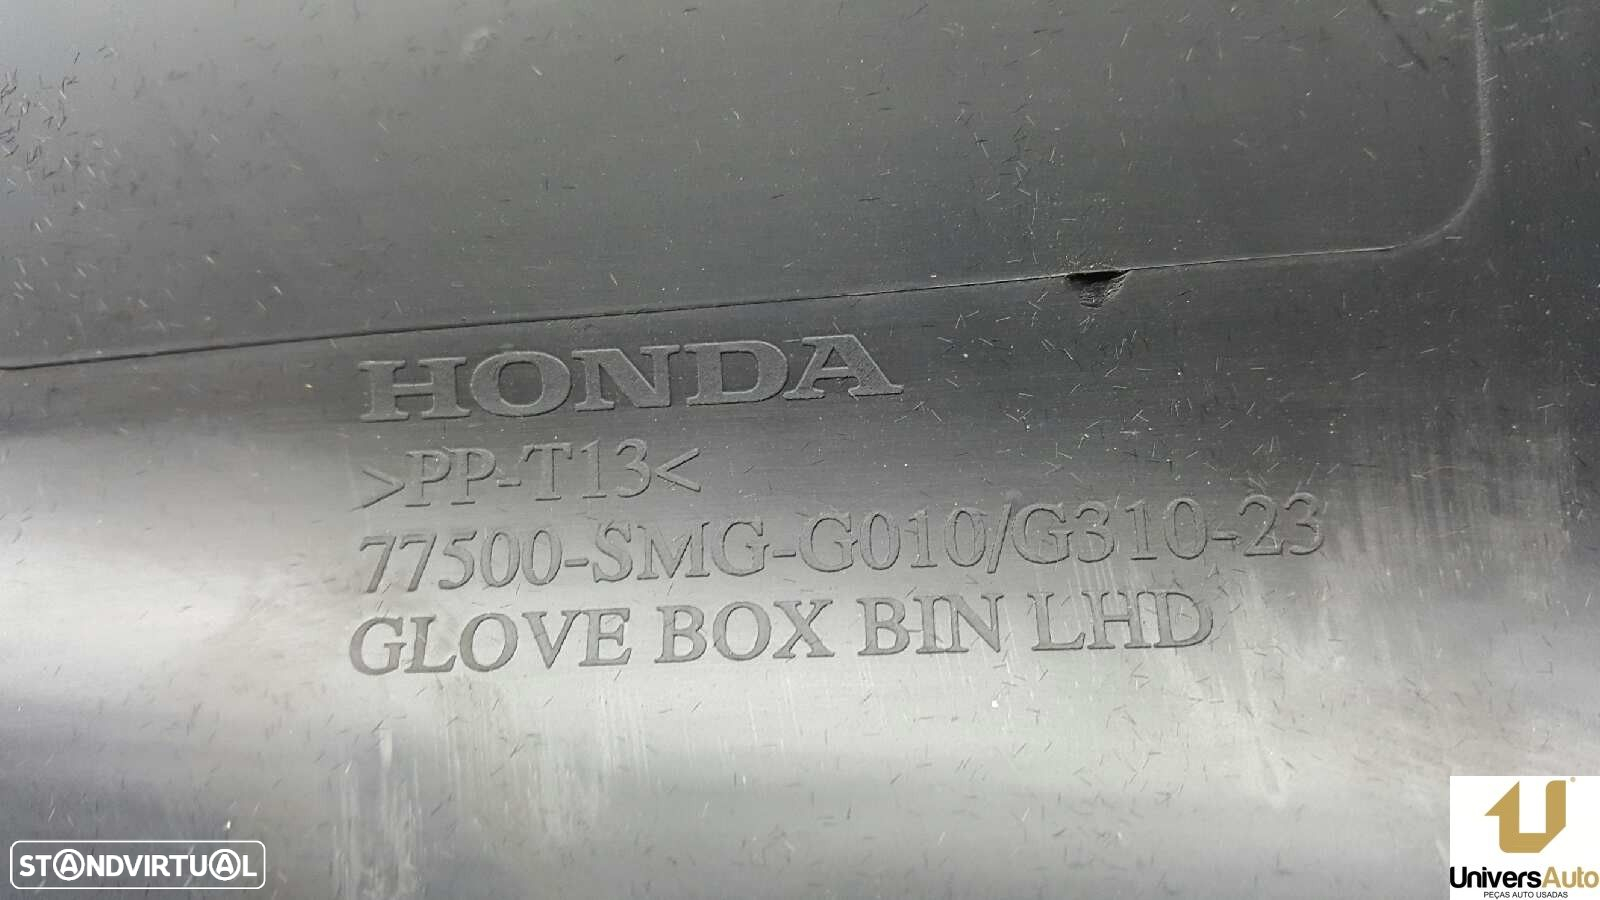 HONDA
>PP-T13<
77500-SMG-G010/G310-23
GLOVE BOX BIN LHD
STANDVIRTUAL
UniversAuto
PEÇAS AUTO USADAS